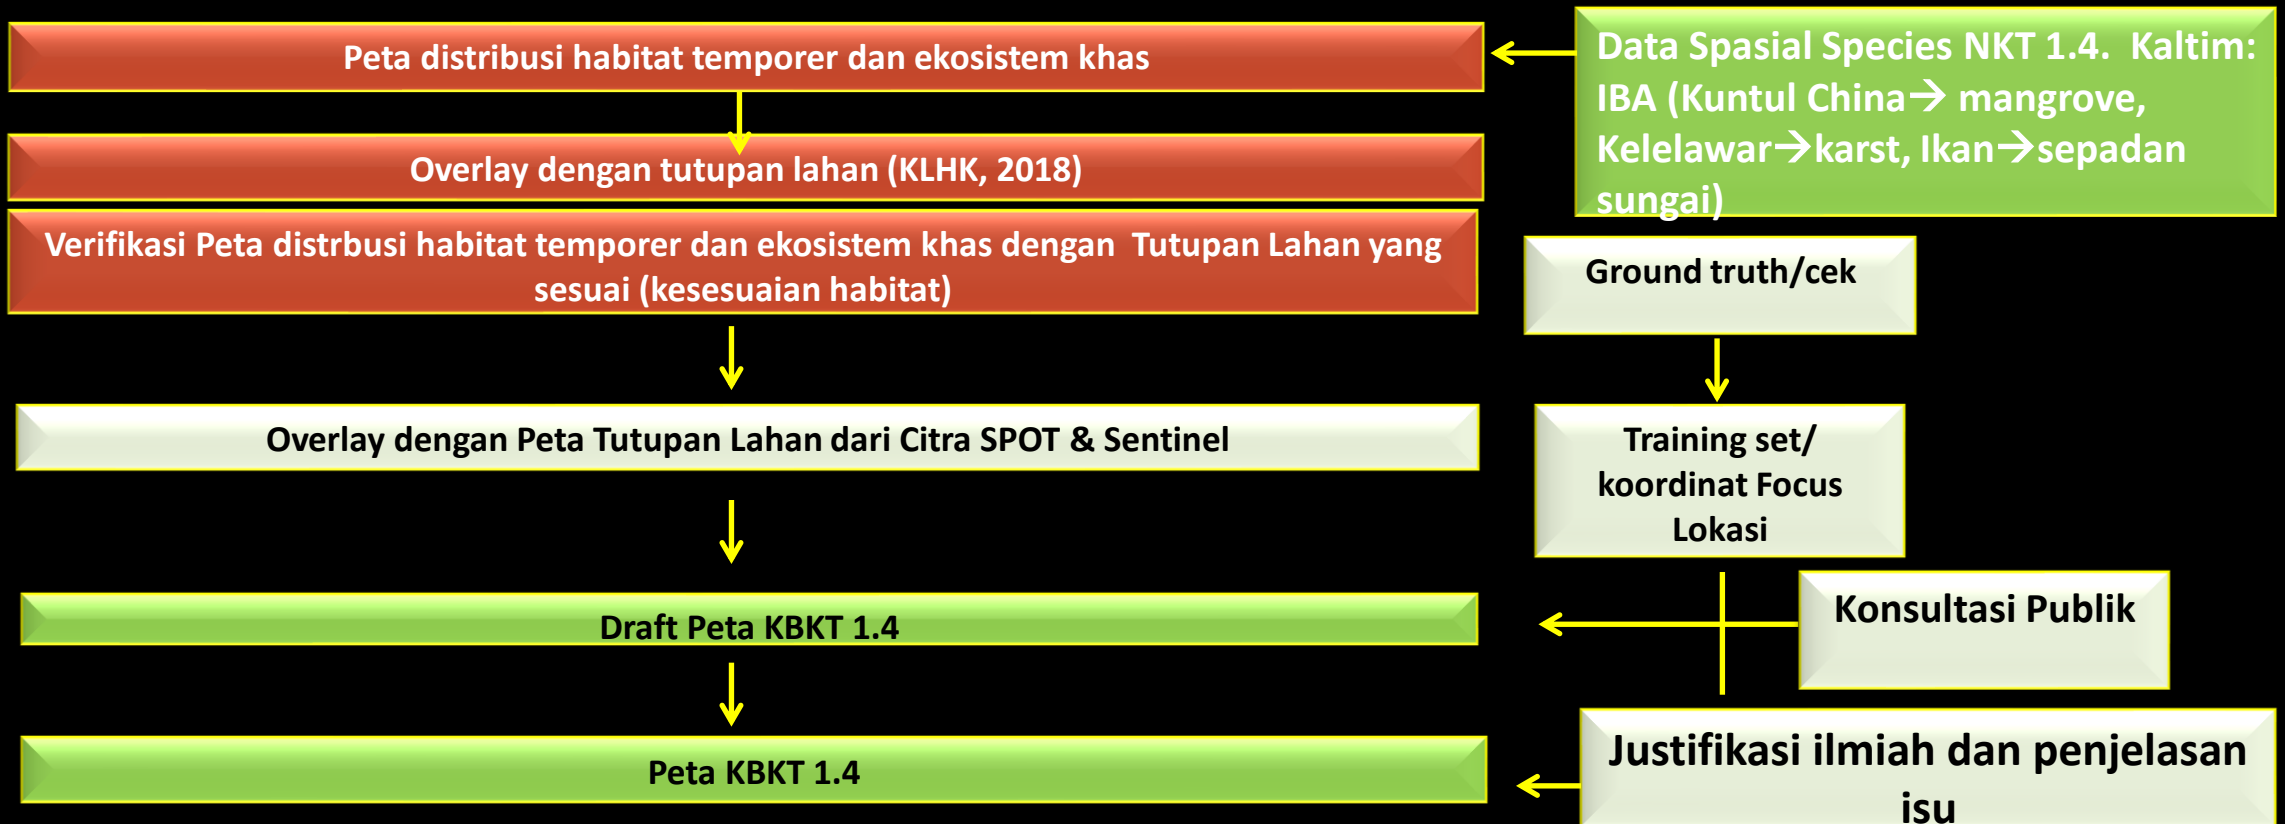 Peta distribusi habitat temporer dan ekosistem khas
Data Spasial Species NKT 1.4. Kaltim:
IBA (Kuntul China→ mangrove,
Kelelawar→karst, Ikan→sepadan
sungai)
Overlay dengan tutupan lahan (KLHK, 2018)
Verifikasi Peta distrbusi habitat temporer dan ekosistem khas dengan Tutupan Lahan yang
sesuai (kesesuaian habitat)
Ground truth/cek
Overlay dengan Peta Tutupan Lahan dari Citra SPOT & Sentinel
Training set/
koordinat Focus
Lokasi
Draft Peta KBKT 1.4
Konsultasi Publik
Peta KBKT 1.4
Justifikasi ilmiah dan penjelasan
isu